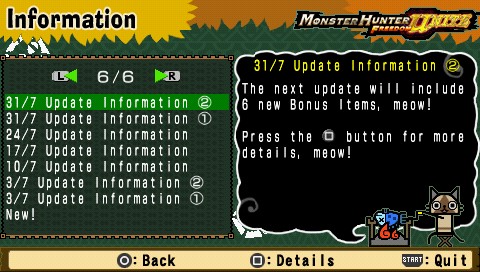 Information
MONSTER HUNTER
FREEDOM UNITE
L 6/6 R
31/7 Update Information ②
31/7 Update Information ①
24/7 Update Information
17/7 Update Information
10/7 Update Information
3/7 Update Information ②
3/7 Update Information ①
New!
31/7 Update Information ②
The next update will include
6 new Bonus Items, meow!
Press the □ button for more
details, meow!
○: Back
□: Details
START: Quit